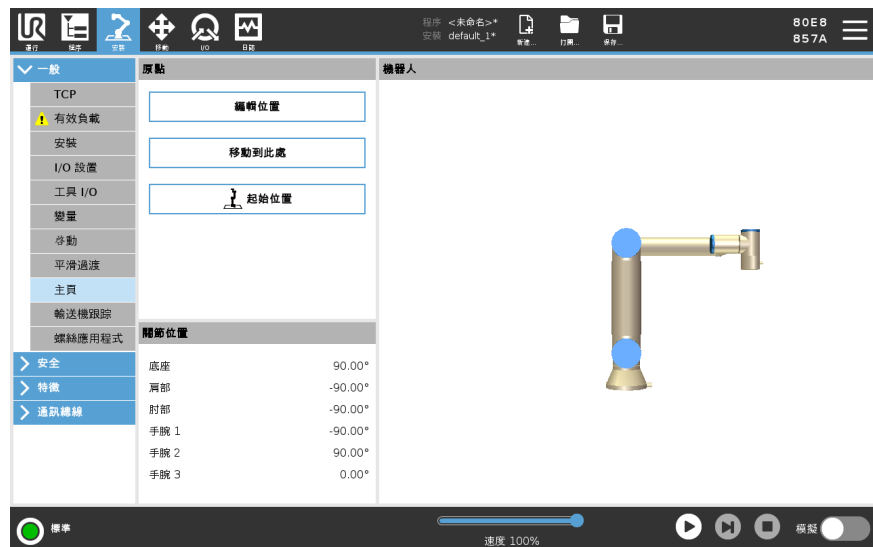 UR
運行
程序
安裝
移動
I/O
日誌
程序 <未命名>*
安裝 default_1*
新建...
打開...
保存...
80E8
857A
一般
TCP
有效負載
安裝
I/O 設置
工具 I/O
變量
啓動
平滑過渡
主頁
輸送機跟踪
螺絲應用程式
安全
特徵
通訊總線
原點
編輯位置
移動到此處
起始位置
關節位置
底座 90.00°
肩部 -90.00°
肘部 -90.00°
手腕 1 -90.00°
手腕 2 90.00°
手腕 3 0.00°
機器人
標準
速度 100%
模擬